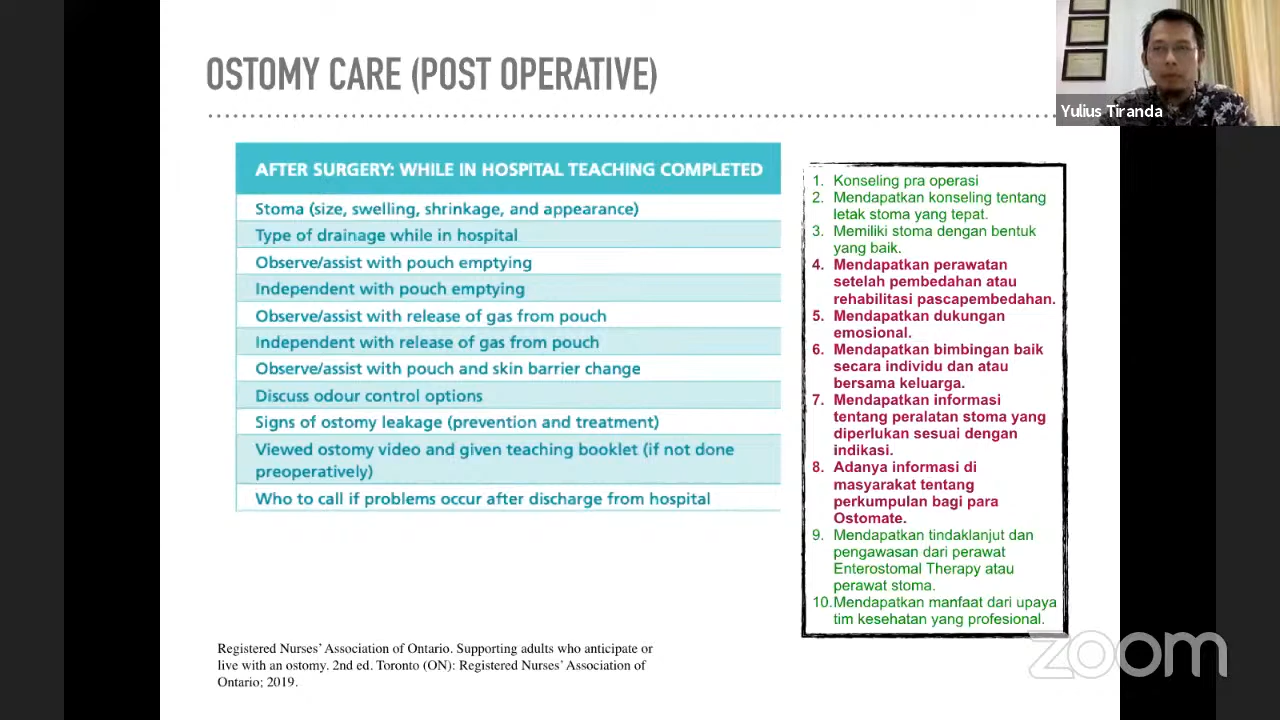 OSTOMY CARE (POST OPERATIVE)
Yulius Tiranda
AFTER SURGERY: WHILE IN HOSPITAL TEACHING COMPLETED
Stoma (size, swelling, shrinkage, and appearance)
Type of drainage while in hospital
Observe/assist with pouch emptying
Independent with pouch emptying
Observe/assist with release of gas from pouch
Independent with release of gas from pouch
Observe/assist with pouch and skin barrier change
Discuss odour control options
Signs of ostomy leakage (prevention and treatment)
Viewed ostomy video and given teaching booklet (if not done
preoperatively)
Who to call if problems occur after discharge from hospital
1. Konseling pra operasi
2. Mendapatkan konseling tentang
letak stoma yang tepat.
3. Memiliki stoma dengan bentuk
yang baik.
4. Mendapatkan perawatan
setelah pembedahan atau
rehabilitasi pascapembedahan.
5. Mendapatkan dukungan
emosional.
6. Mendapatkan bimbingan baik
secara individu dan atau
bersama keluarga.
7. Mendapatkan informasi
tentang peralatan stoma yang
diperlukan sesuai dengan
indikasi.
8. Adanya informasi di
masyarakat tentang
perkumpulan bagi para
Ostomate.
9. Mendapatkan tindaklanjut dan
pengawasan dari perawat
Enterostomal Therapy atau
perawat stoma.
10. Mendapatkan manfaat dari upaya
tim kesehatan yang profesional.
Registered Nurses' Association of Ontario. Supporting adults who anticipate or
live with an ostomy. 2nd ed. Toronto (ON): Registered Nurses' Association of
Ontario; 2019.
zoom